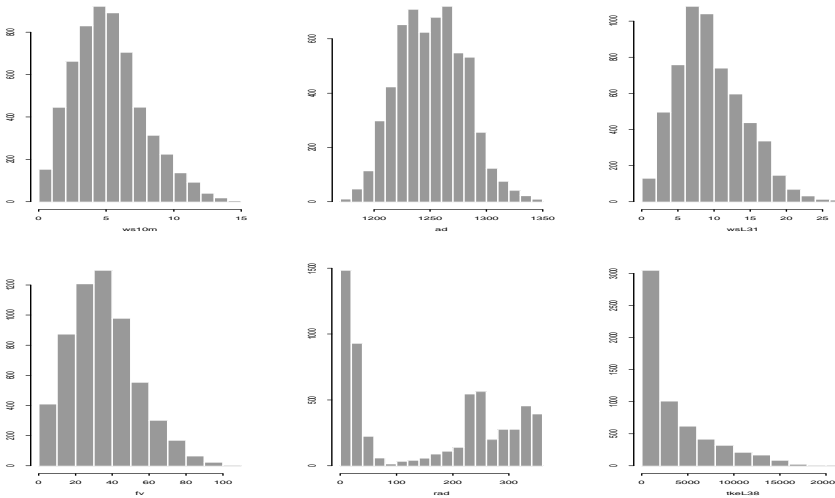 0 200 400 600 800
0 5 10 15
ws10m
0 200 400 600
1200 1250 1300 1350
ad
0 200 400 600 800 1000
0 5 10 15 20 25
wsL31
0 200 400 600 800 1000 1200
0 20 40 60 80 100
fv
0 500 1000 1500
0 100 200 300
rad
0 500 1000 1500 2000 2500 3000
0 5000 10000 15000 2000
tkeL38